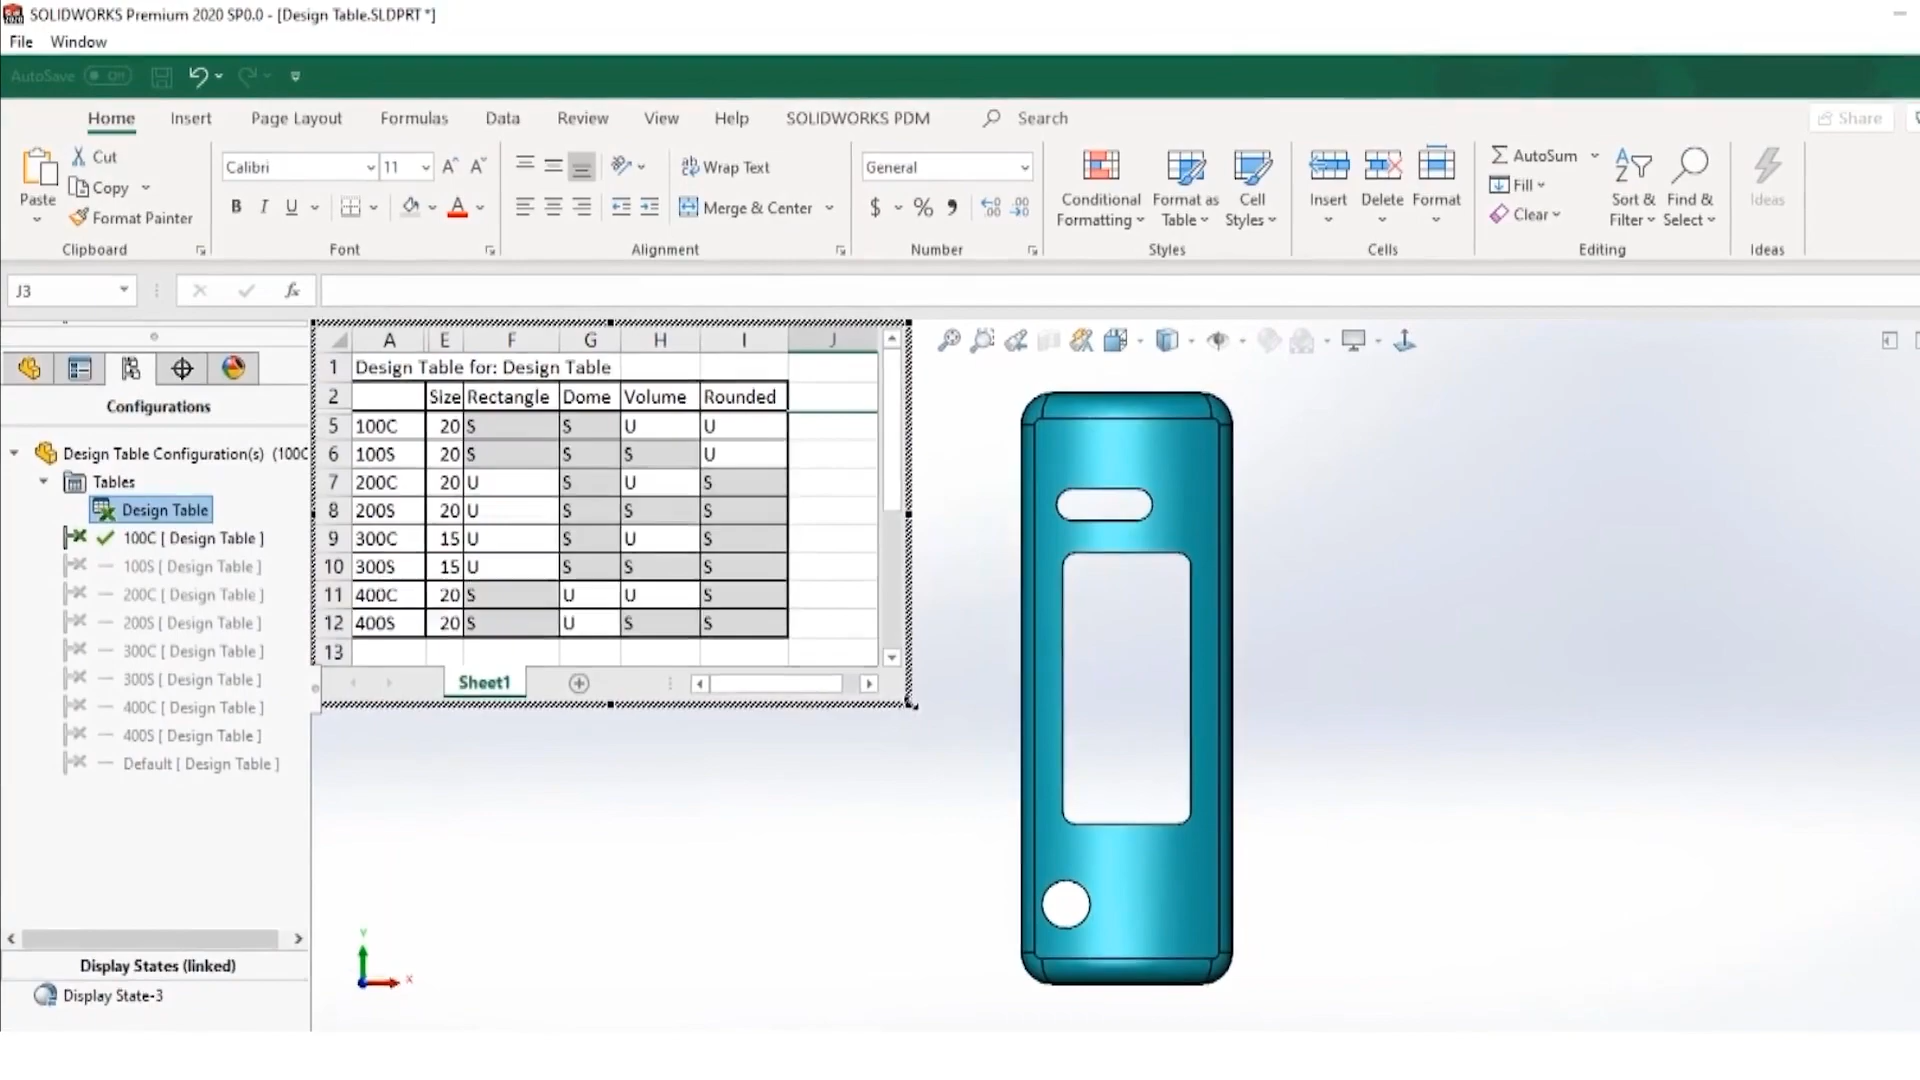 SOLIDWORKS Premium 2020 SP0.0 - [Design Table.SLDPRT *]
File Window
AutoSave Off
Home Insert Page Layout Formulas Data Review View Help SOLIDWORKS PDM Search Share
Paste Cut
Copy
Format Painter
Clipboard
Calibri 11
B I U A
Font
Wrap Text
Merge & Center
Alignment
General
$ % 9
Number
Conditional Formatting
Format as Table
Cell Styles
Styles
Insert Delete Format
Cells
AutoSum
Fill
Clear
Sort & Filter
Find & Select
Editing
Ideas
Ideas
J3 fx
Configurations
Design Table Configuration(s) (100C
Tables
Design Table
100C [ Design Table ]
100S [ Design Table ]
200C [ Design Table ]
200S [ Design Table ]
300C [ Design Table ]
300S [ Design Table ]
400C [ Design Table ]
400S [ Design Table ]
Default [ Design Table ]
Display States (linked)
Display State-3
A E F G H I J
1 Design Table for: Design Table
2 Size Rectangle Dome Volume Rounded
5 100C 20 S S U U
6 100S 20 S S S U
7 200C 20 U S U S
8 200S 20 U S S S
9 300C 15 U S U S
10 300S 15 U S S S
11 400C 20 S U U S
12 400S 20 S U S S
13
Sheet1
Y
X